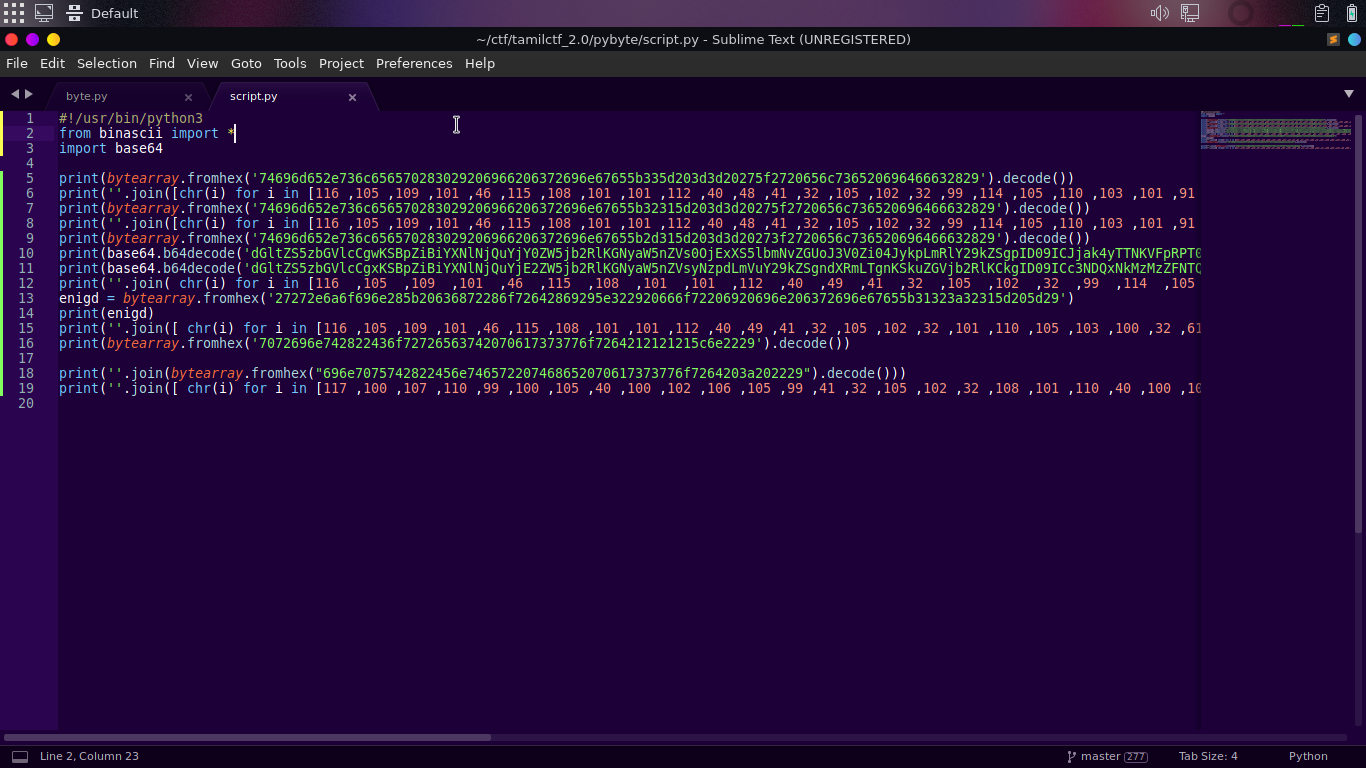 Default
~/ctf/tamilctf_2.0/pybyte/script.py - Sublime Text (UNREGISTERED)
File Edit Selection Find View Goto Tools Project Preferences Help
byte.py × script.py ×
1 #!/usr/bin/python3
2 from binascii import *
3 import base64
4
5 print(bytearray.fromhex('74696d652e736c656570283029206966206372696e67655b335d203d3d20275f2720656c736520696466632829').decode())
6 print(''.join([chr(i) for i in [116 ,105 ,109 ,101 ,46 ,115 ,108 ,101 ,101 ,112 ,40 ,48 ,41 ,32 ,105 ,102 ,32 ,99 ,114 ,105 ,110 ,103 ,101 ,91
7 print(bytearray.fromhex('74696d652e736c656570283029206966206372696e67655b32315d203d3d20275f2720656c736520696466632829').decode())
8 print(''.join([chr(i) for i in [116 ,105 ,109 ,101 ,46 ,115 ,108 ,101 ,101 ,112 ,40 ,48 ,41 ,32 ,105 ,102 ,32 ,99 ,114 ,105 ,110 ,103 ,101 ,91
9 print(bytearray.fromhex('74696d652e736c656570283029206966206372696e67655b2d315d203d3d20273f2720656c736520696466632829').decode())
10 print(base64.b64decode('dGltZS5zbGVlcCgwKSBpZiBiYXNlNjQuYjY0ZW5jb2RlKGNyaW5nZVs0OjExXS5lbmNvZGUoJ3V0Zi04JykpLmRlY29kZSgpID09ICJjak4yTTNKVFpRPT0
11 print(base64.b64decode('dGltZS5zbGVlcCgxKSBpZiBiYXNlNjQuYjE2ZW5jb2RlKGNyaW5nZVsyNzpdLmVuY29kZSgndXRmLTgnKSkuZGVjb2RlKCkgID09ICc3NDQxNkMzMzZFNTQ
12 print(''.join( chr(i) for i in [116 ,105 ,109 ,101 ,46 ,115 ,108 ,101 ,101 ,112 ,40 ,49 ,41 ,32 ,105 ,102 ,32 ,99 ,114 ,105
13 enigd = bytearray.fromhex('27272e6a6f696e285b20636872286f72642869295e322920666f72206920696e206372696e67655b31323a32315d205d29')
14 print(enigd)
15 print(''.join([ chr(i) for i in [116 ,105 ,109 ,101 ,46 ,115 ,108 ,101 ,101 ,112 ,40 ,49 ,41 ,32 ,105 ,102 ,32 ,101 ,110 ,105 ,103 ,100 ,32 ,61
16 print(bytearray.fromhex('7072696e742822436f72726563742070617373776f7264212121215c6e2229').decode())
17
18 print(''.join(bytearray.fromhex("696e7075742822456e746572207468652070617373776f7264203a202229").decode()))
19 print(''.join([ chr(i) for i in [117 ,100 ,107 ,110 ,99 ,100 ,105 ,40 ,100 ,102 ,106 ,105 ,99 ,41 ,32 ,105 ,102 ,32 ,108 ,101 ,110 ,40 ,100 ,10
20
Line 2, Column 23 master 277 Tab Size: 4 Python